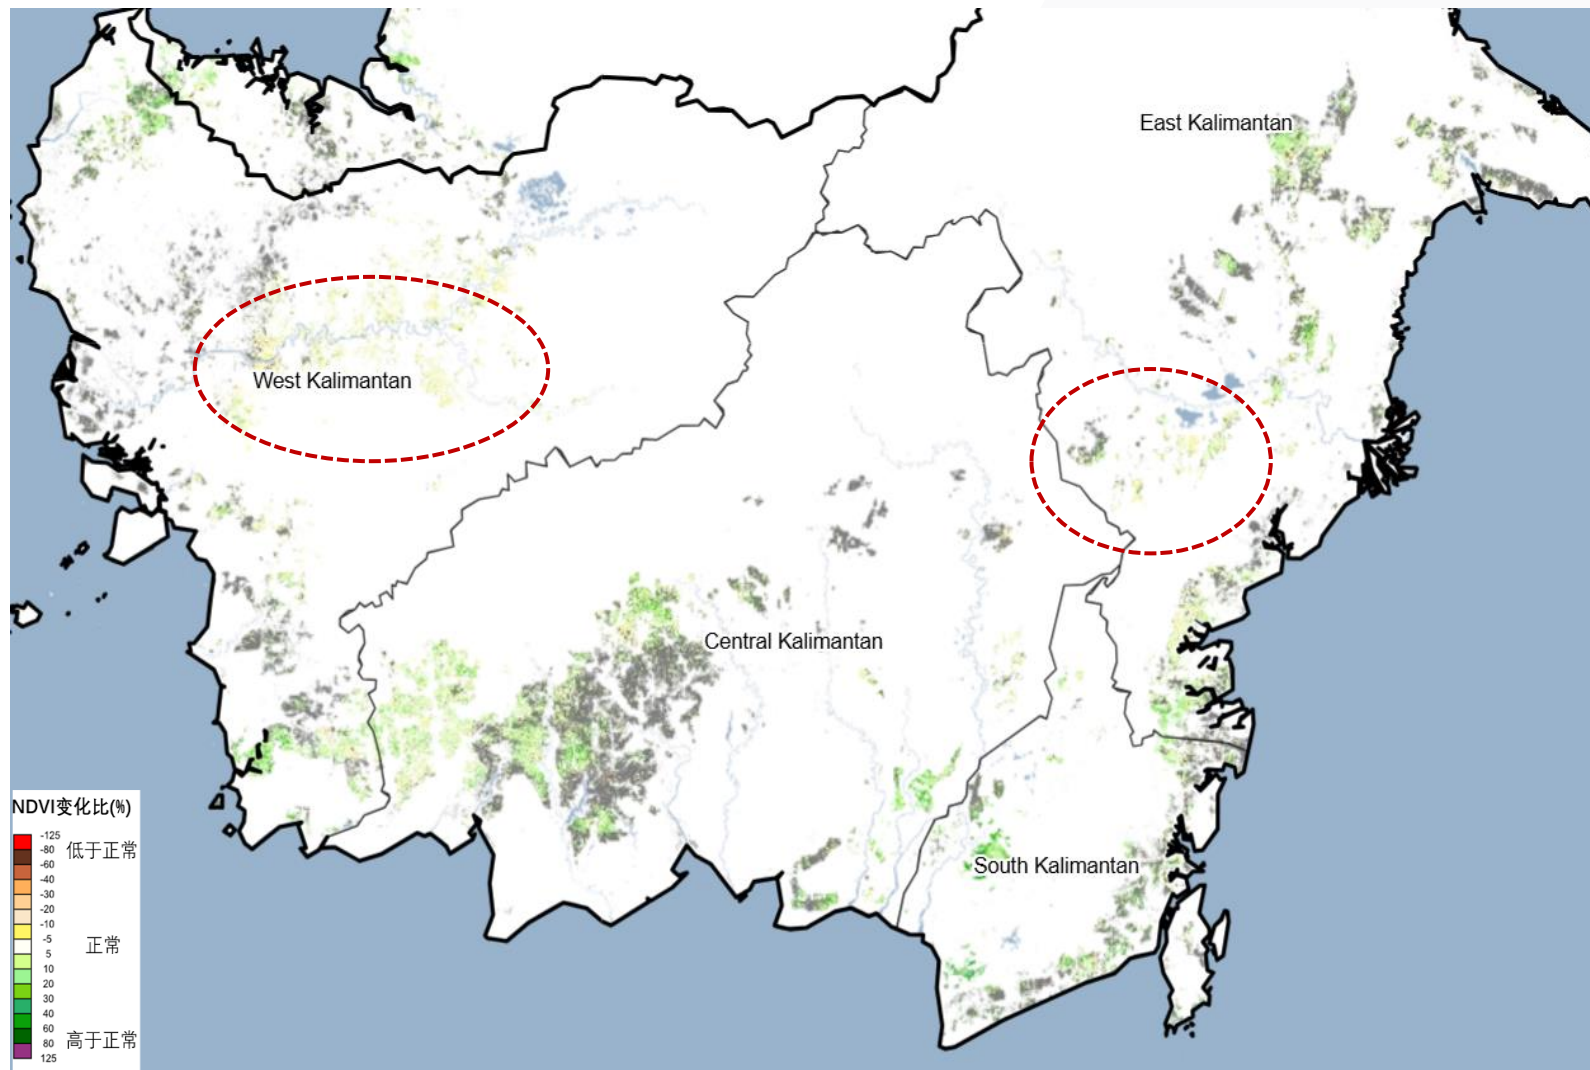 East Kalimantan
West Kalimantan
Central Kalimantan
South Kalimantan
NDVI变化比(%)
-125
-80
-60
-40
-30
-20
-10
-5
5
10
20
30
40
60
80
125
低于正常
正常
高于正常